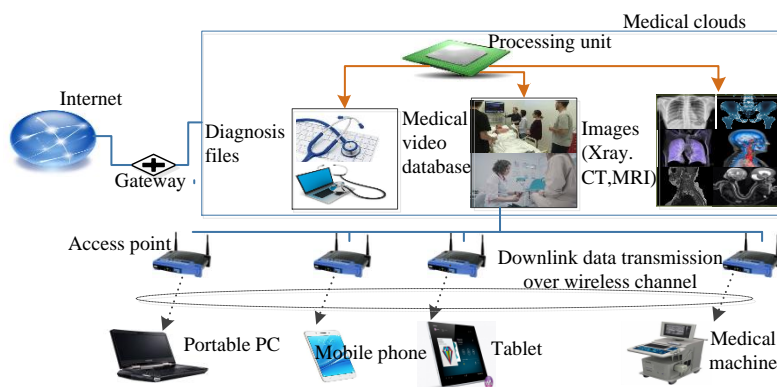 Medical clouds
Processing unit
Internet
Gateway
Diagnosis
files
Medical
video
database
Images
(Xray.
CT,MRI)
Access point
Downlink data transmission
over wireless channel
Portable PC
Mobile phone
Tablet
Medical
machine